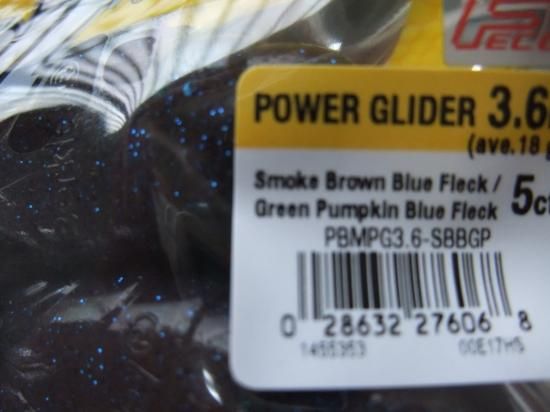 POWER GLIDER 3.6
(ave.18 g
Smoke Brown Blue Fleck /
Green Pumpkin Blue Fleck 5ct
PBMPG3.6-SBBGP
0 28632 27606 8
1455353 00E17HS